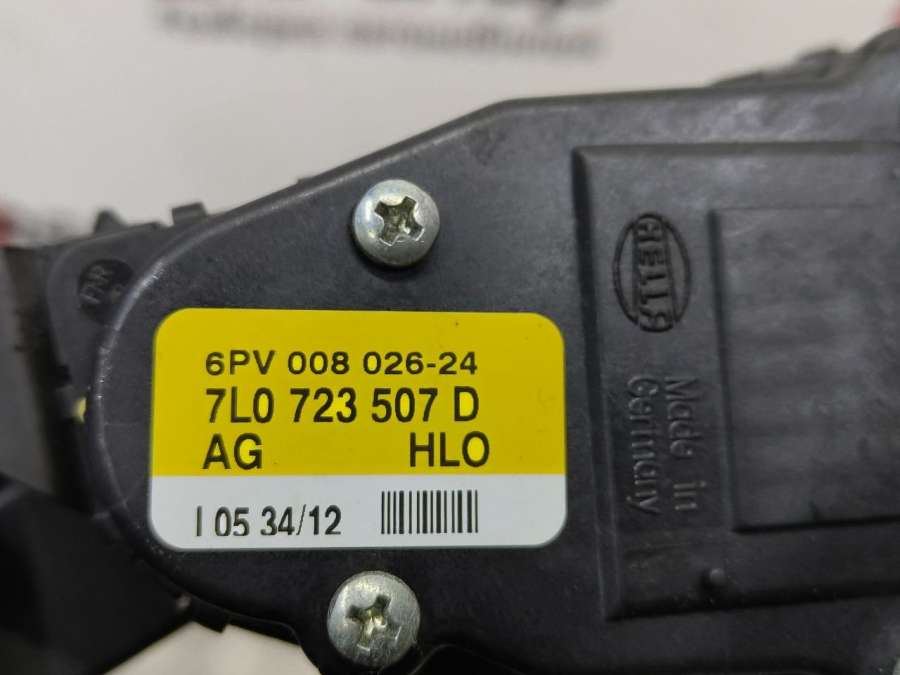 6PV 008 026-24
7L0 723 507 D
AG HLO
I 05 34/12
HELLA
Made in
Germany